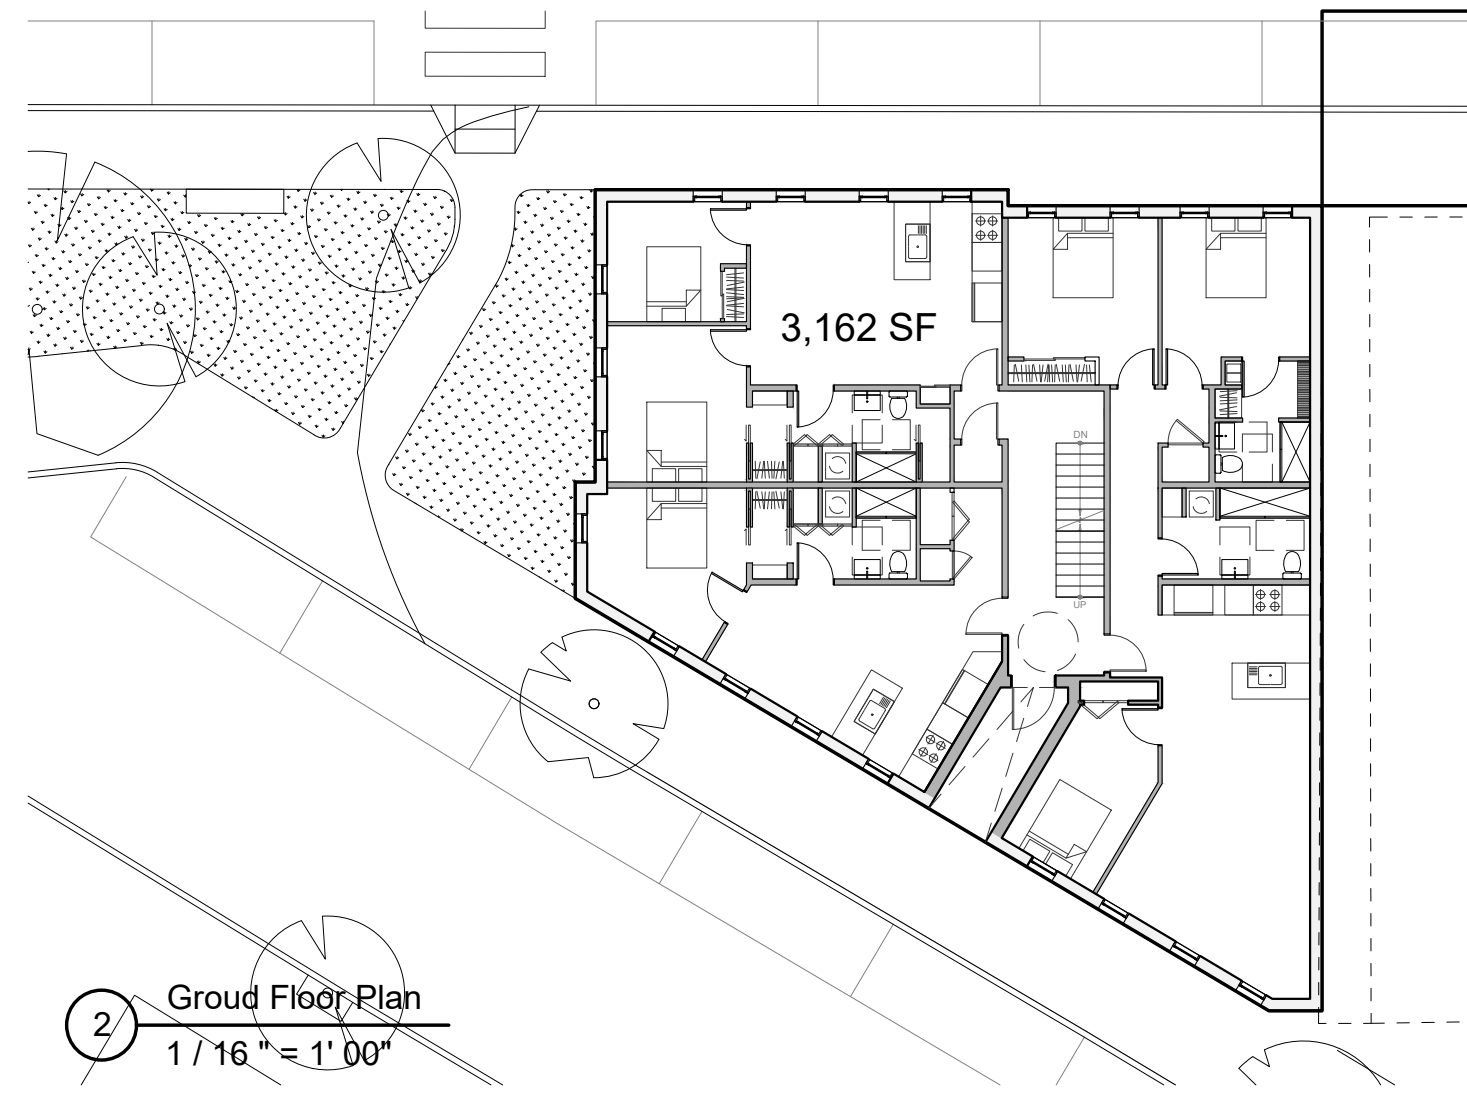 3,162 SF
DN
UP
2
Groud Floor Plan
1 / 16 " = 1' 00"